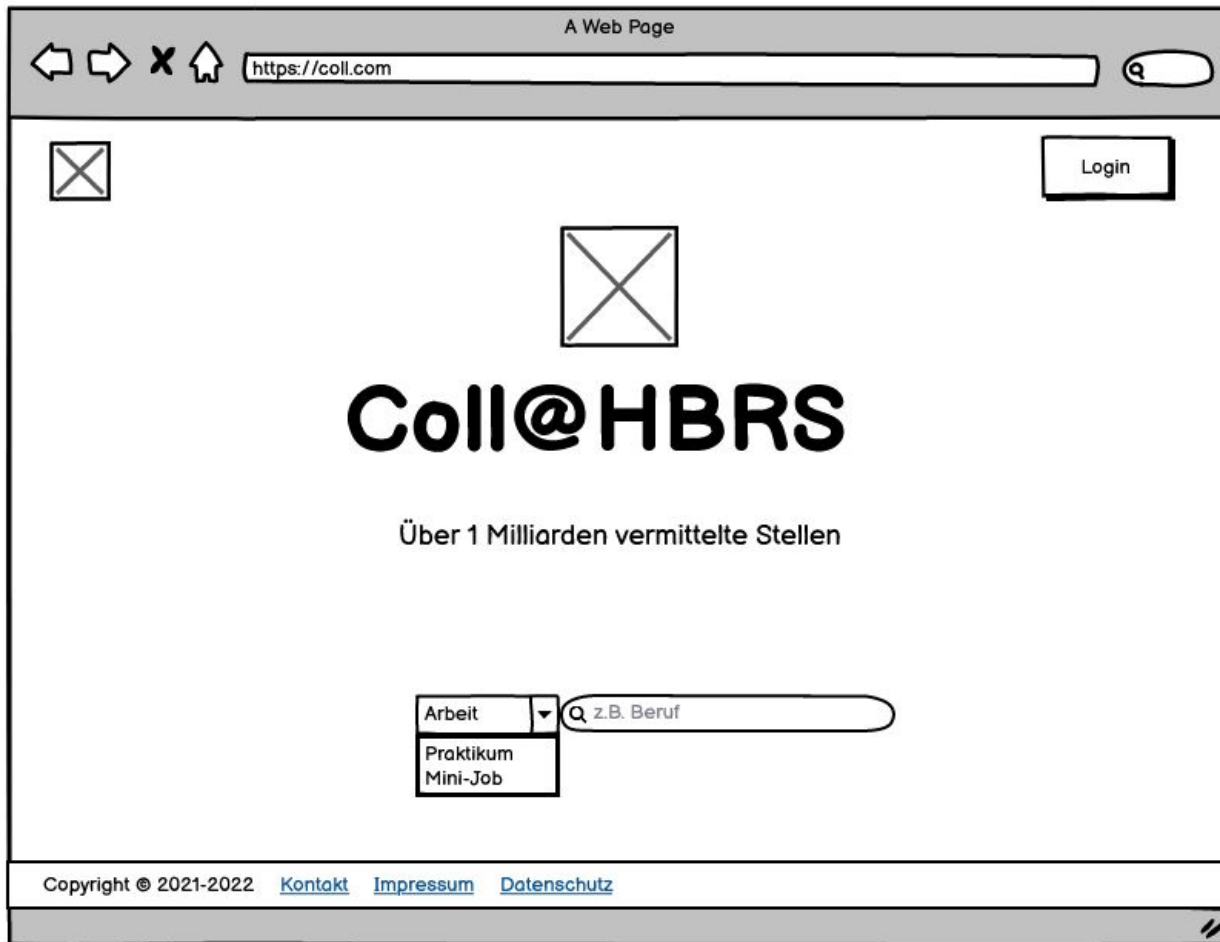 A Web Page
https://coll.com
Login
Coll@HBRS
Über 1 Milliarden vermittelte Stellen
Arbeit
z.B. Beruf
Praktikum
Mini-Job
Copyright © 2021-2022 Kontakt Impressum Datenschutz